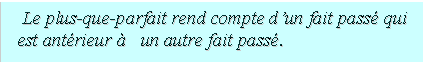 Le plus-que-parfait rend compte d'un fait passé qui
est antérieur à un autre fait passé.